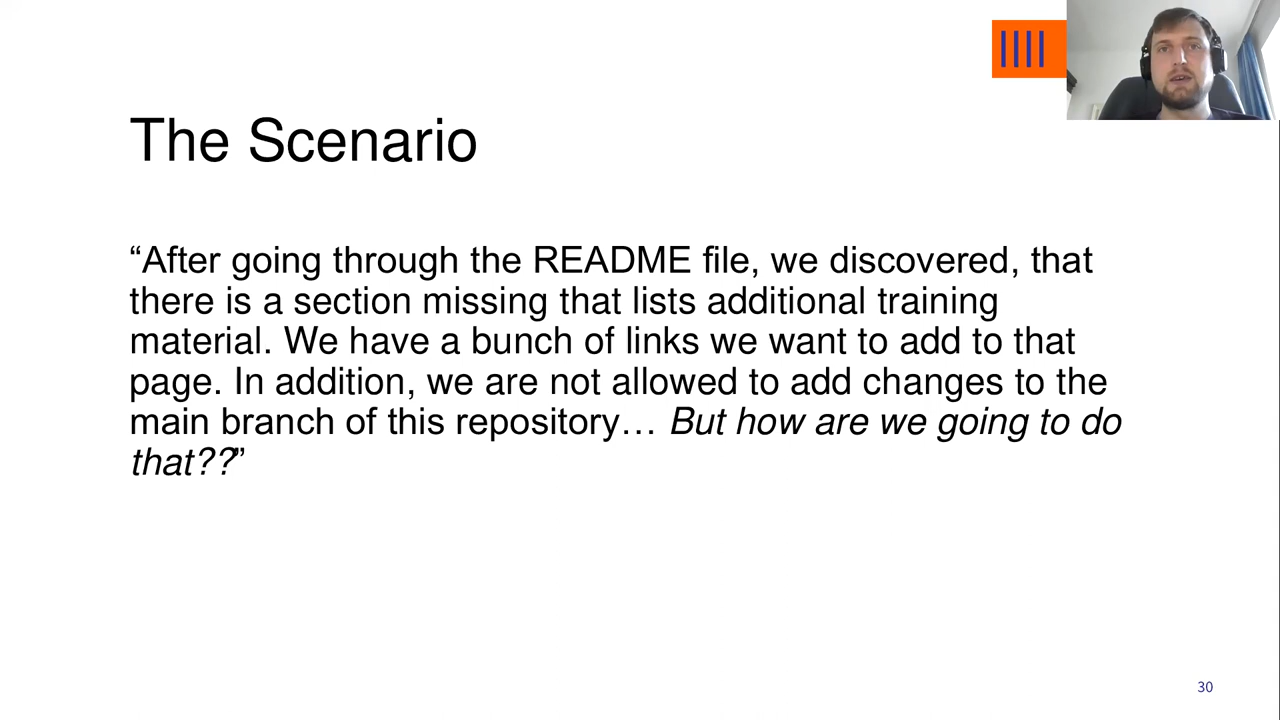 The Scenario
“After going through the README file, we discovered, that
there is a section missing that lists additional training
material. We have a bunch of links we want to add to that
page. In addition, we are not allowed to add changes to the
main branch of this repository… But how are we going to do
that??”
30